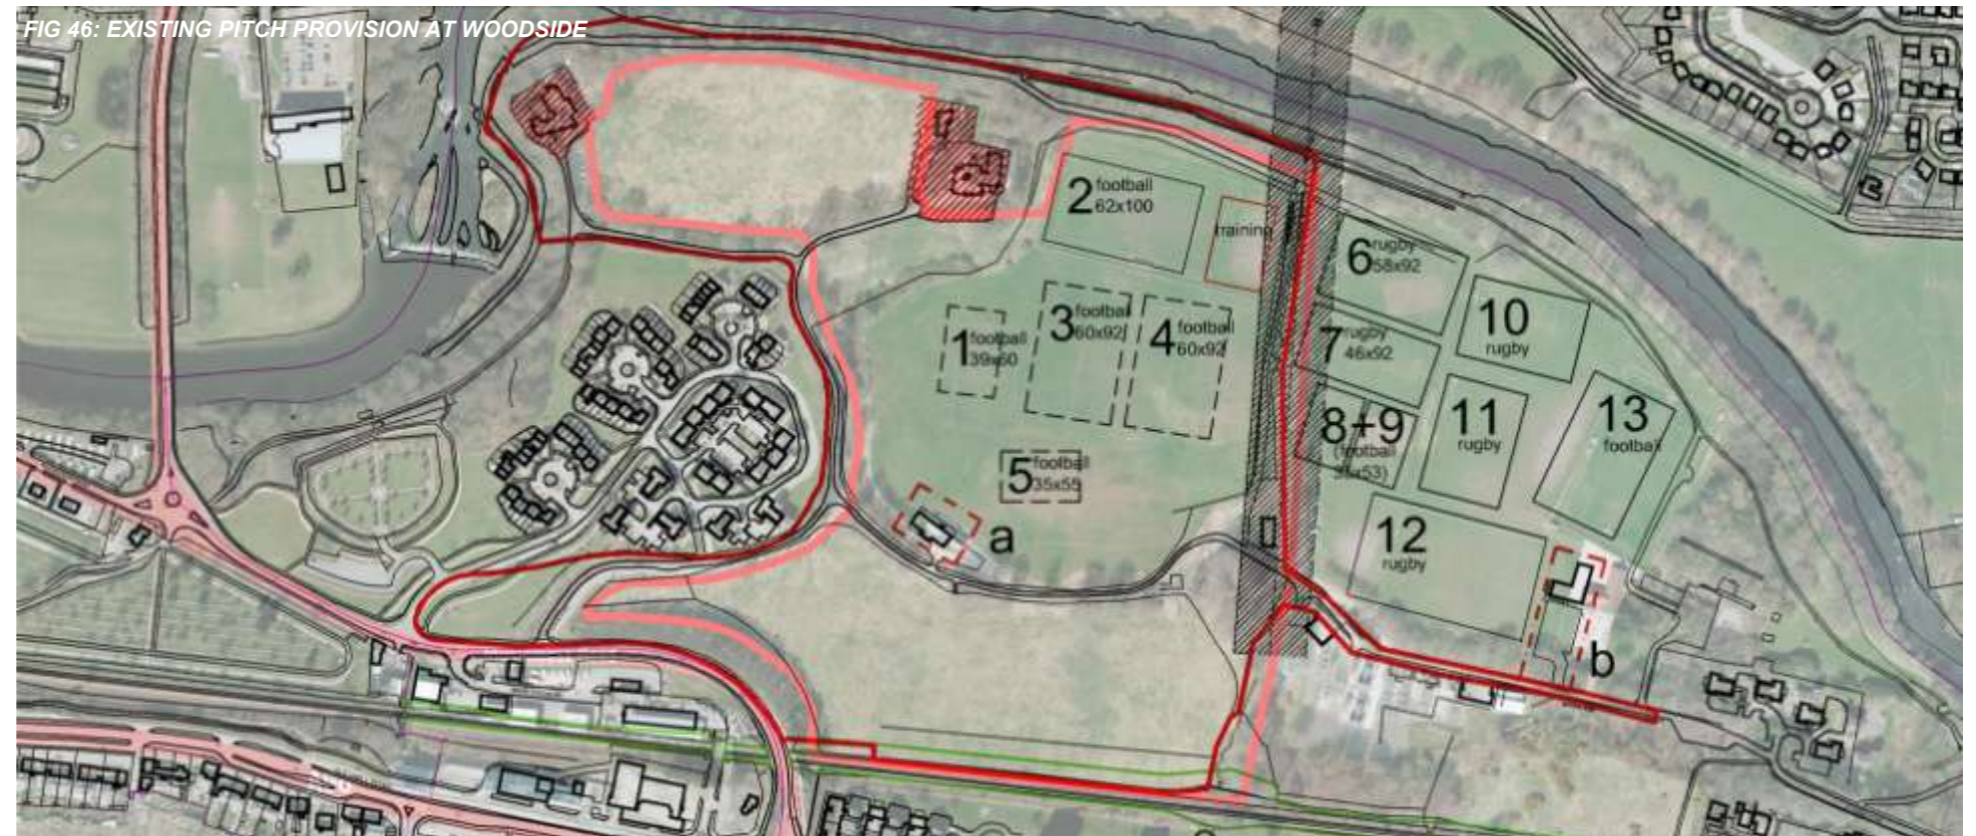 FIG 46: EXISTING PITCH PROVISION AT WOODSIDE
2 football
62x100
training
6 rugby
58x92
10
rugby
1 football
39x60
3 football
60x92
4 football
60x92
7 rugby
46x92
8+9
(football
35x53)
11
rugby
13
football
5 football
35x55
12
rugby
a
b